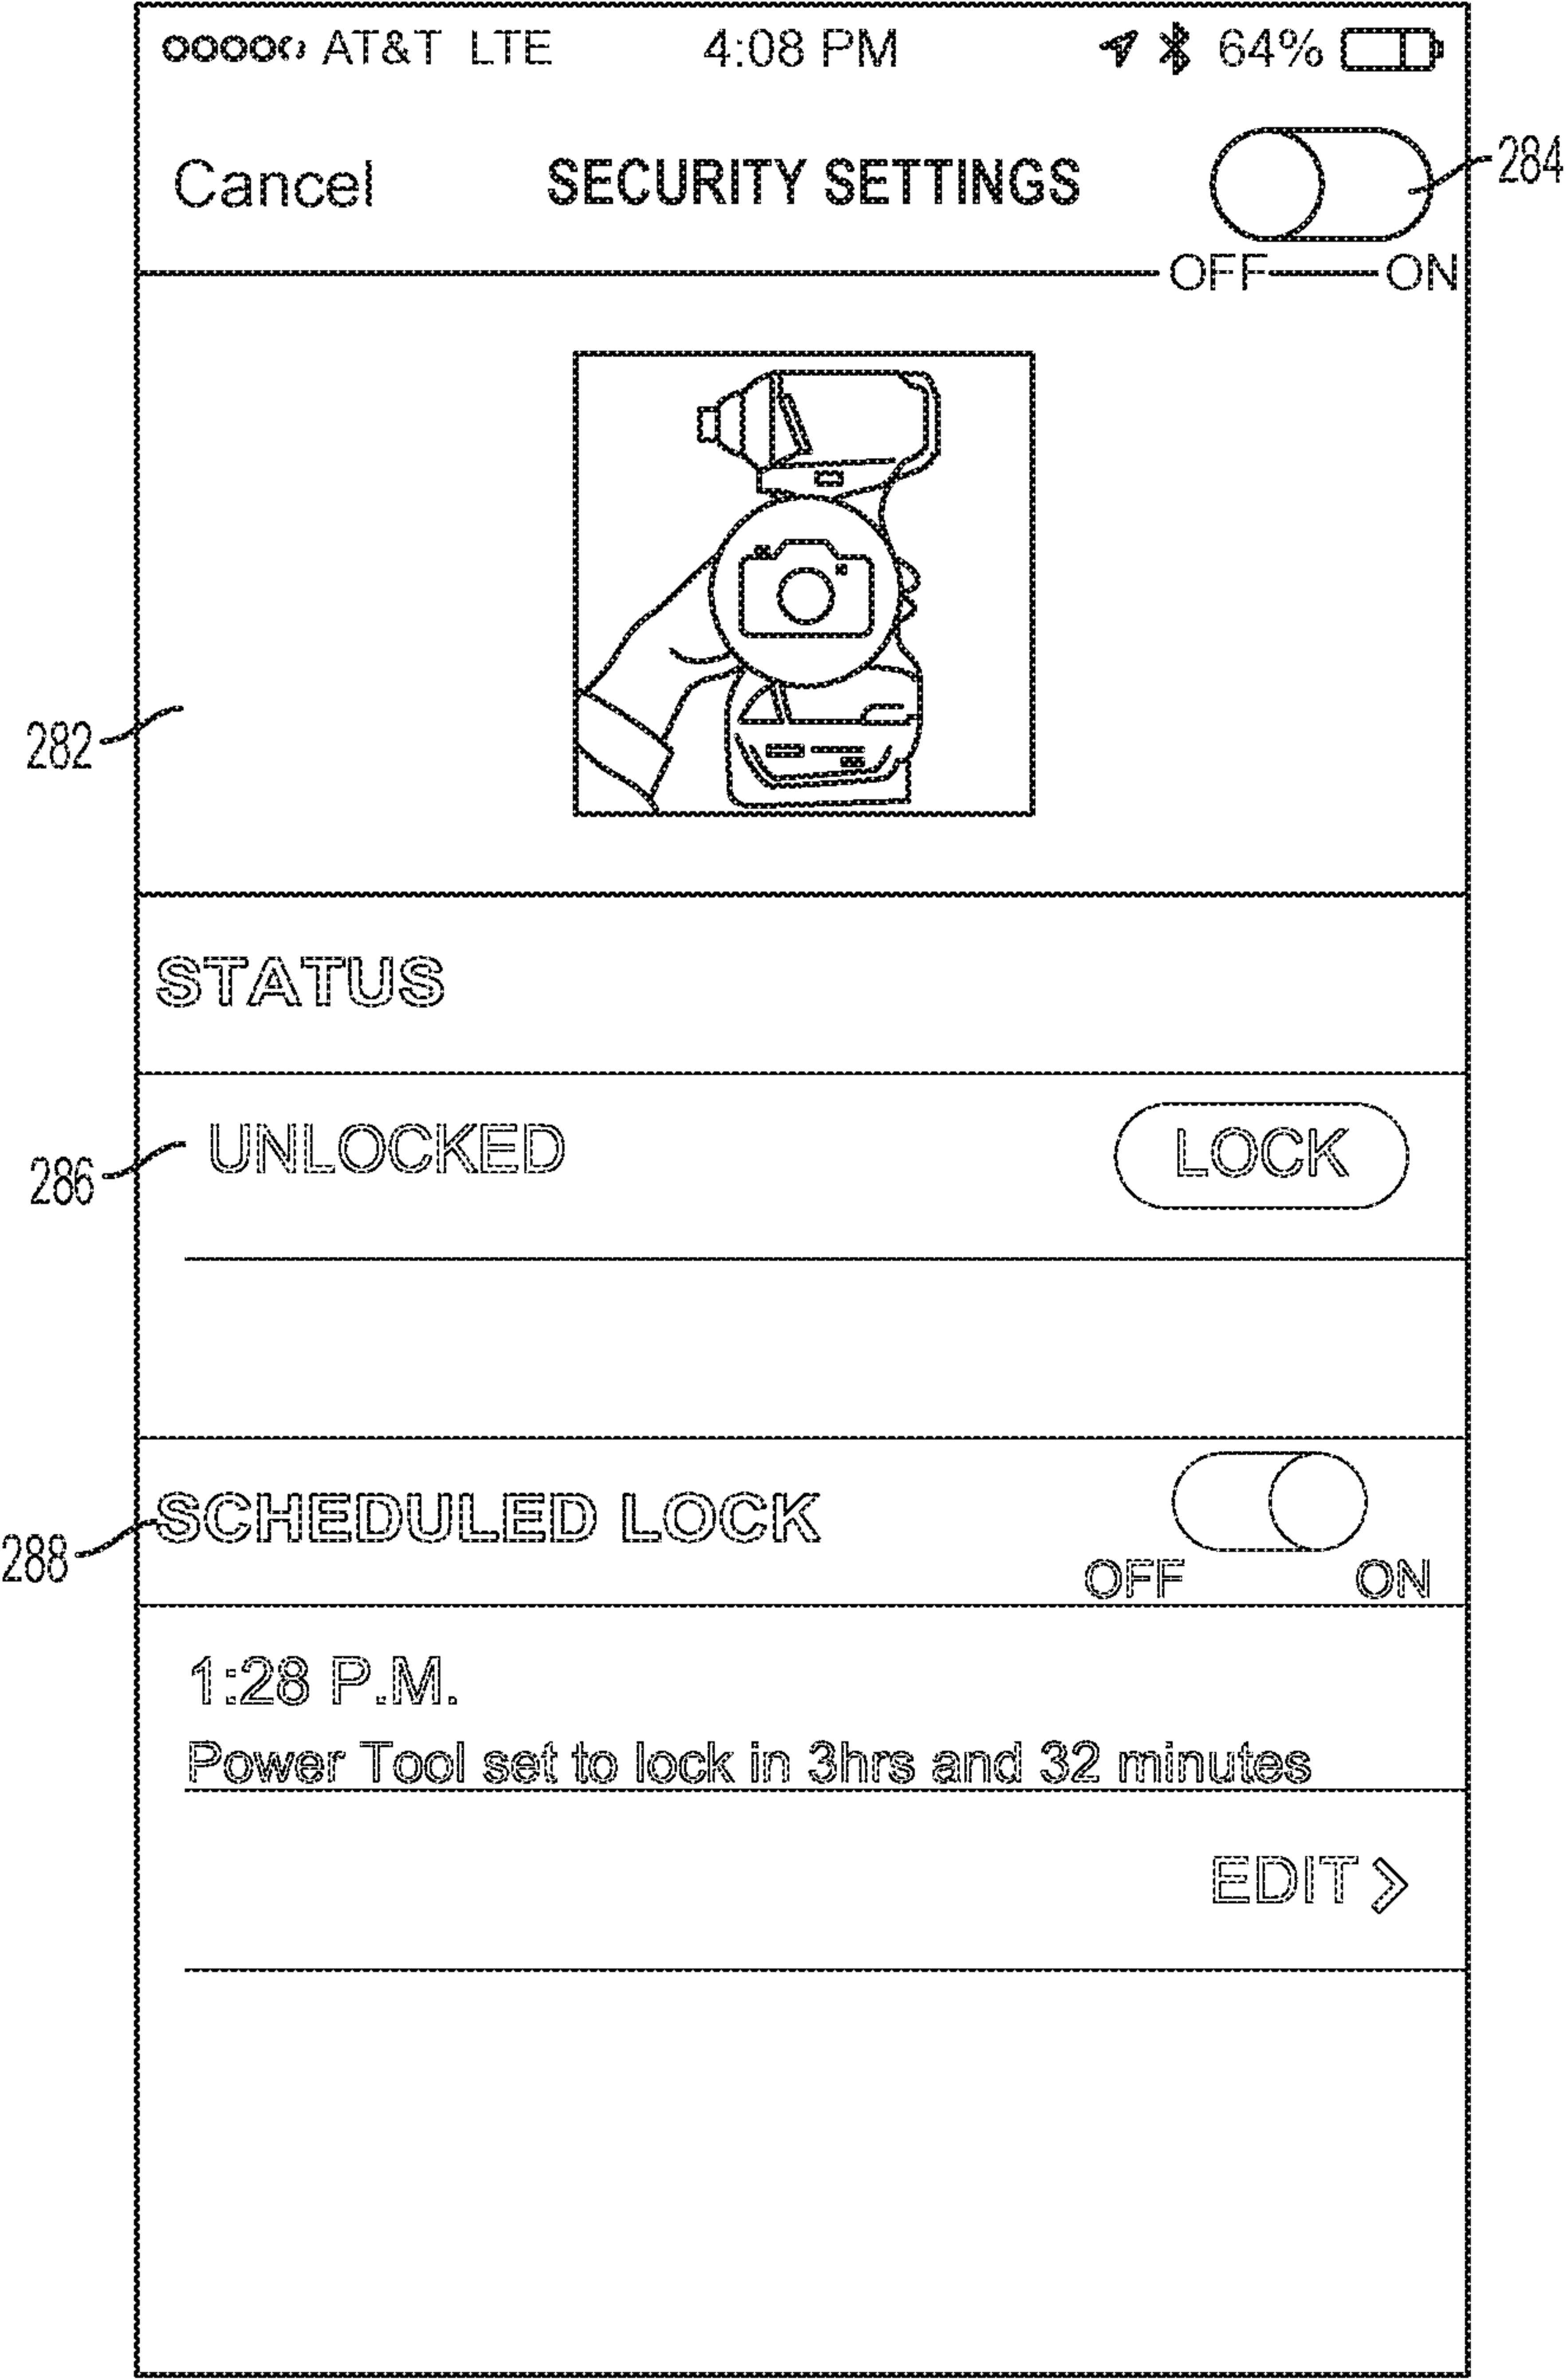 AT&T LTE 4:08 PM 64%
Cancel SECURITY SETTINGS 284
OFF ON
282
STATUS
286 UNLOCKED LOCK
288 SCHEDULED LOCK
OFF ON
1:28 P.M.
Power Tool set to lock in 3hrs and 32 minutes
EDIT >